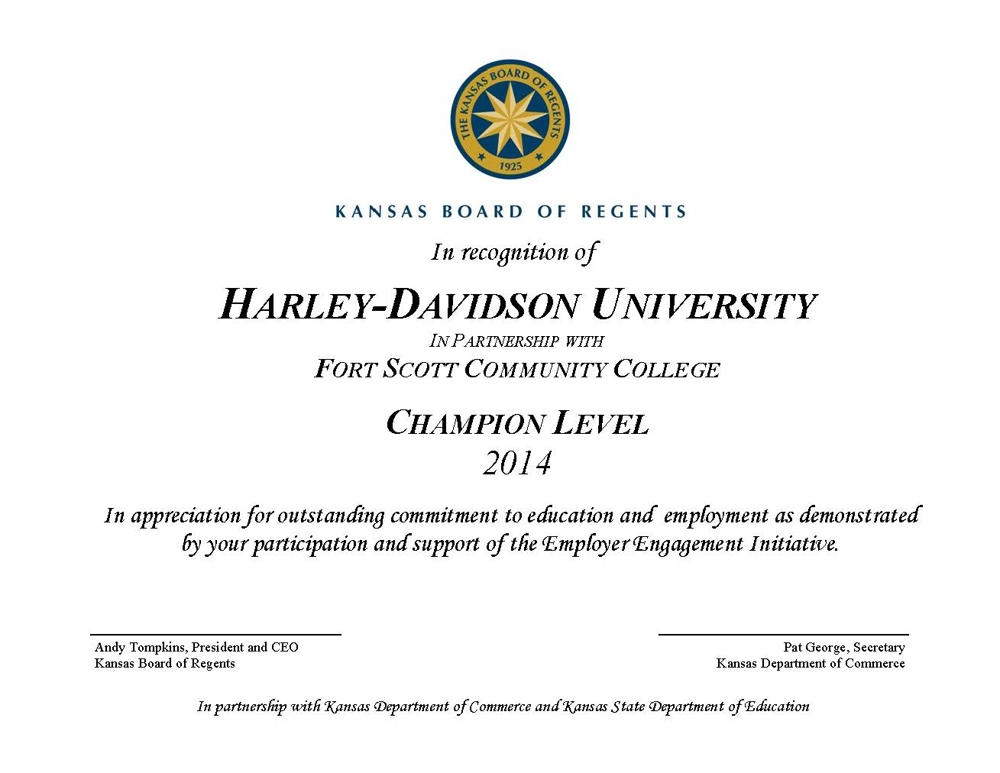 THE KANSAS BOARD OF REGENTS
1925
KANSAS BOARD OF REGENTS
In recognition of
HARLEY-DAVIDSON UNIVERSITY
IN PARTNERSHIP WITH
FORT SCOTT COMMUNITY COLLEGE
CHAMPION LEVEL
2014
In appreciation for outstanding commitment to education and employment as demonstrated
by your participation and support of the Employer Engagement Initiative.
Andy Tompkins, President and CEO
Kansas Board of Regents
Pat George, Secretary
Kansas Department of Commerce
In partnership with Kansas Department of Commerce and Kansas State Department of Education